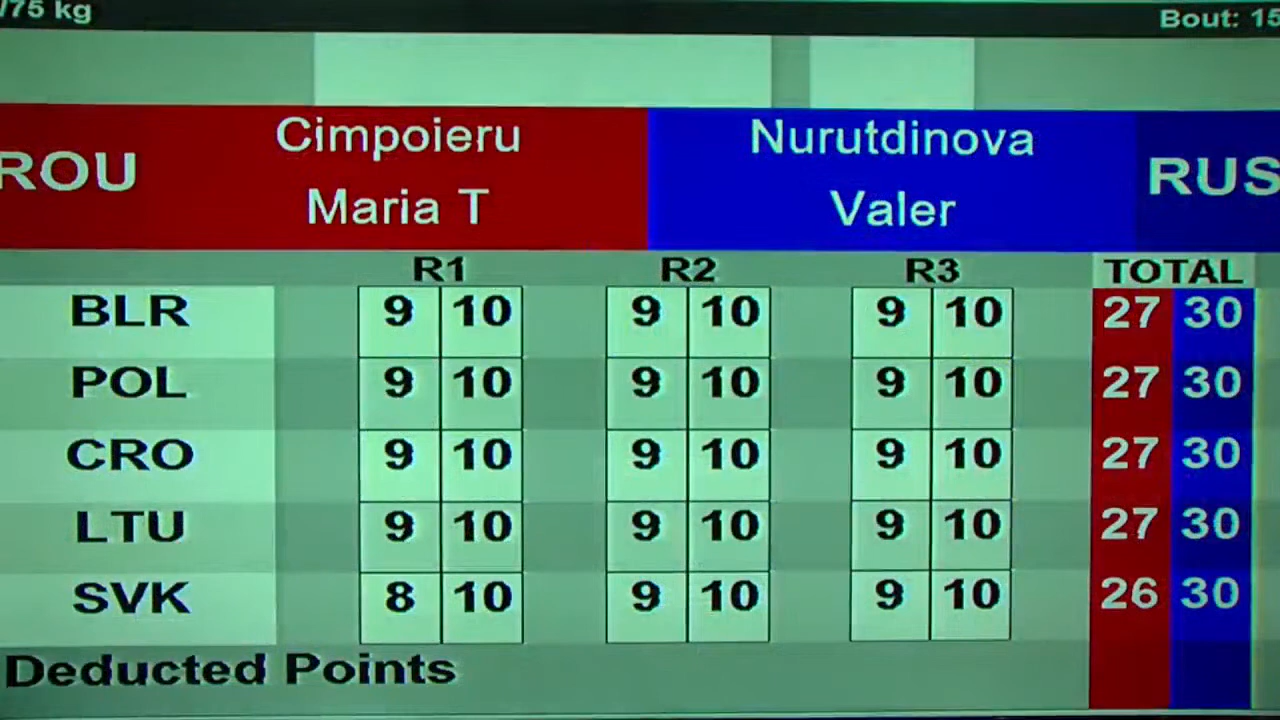 /75 kg Bout: 15
ROU Cimpoieru Maria T Nurutdinova Valer RUS
R1 R2 R3 TOTAL
BLR 9 10 9 10 9 10 27 30
POL 9 10 9 10 9 10 27 30
CRO 9 10 9 10 9 10 27 30
LTU 9 10 9 10 9 10 27 30
SVK 8 10 9 10 9 10 26 30
Deducted Points